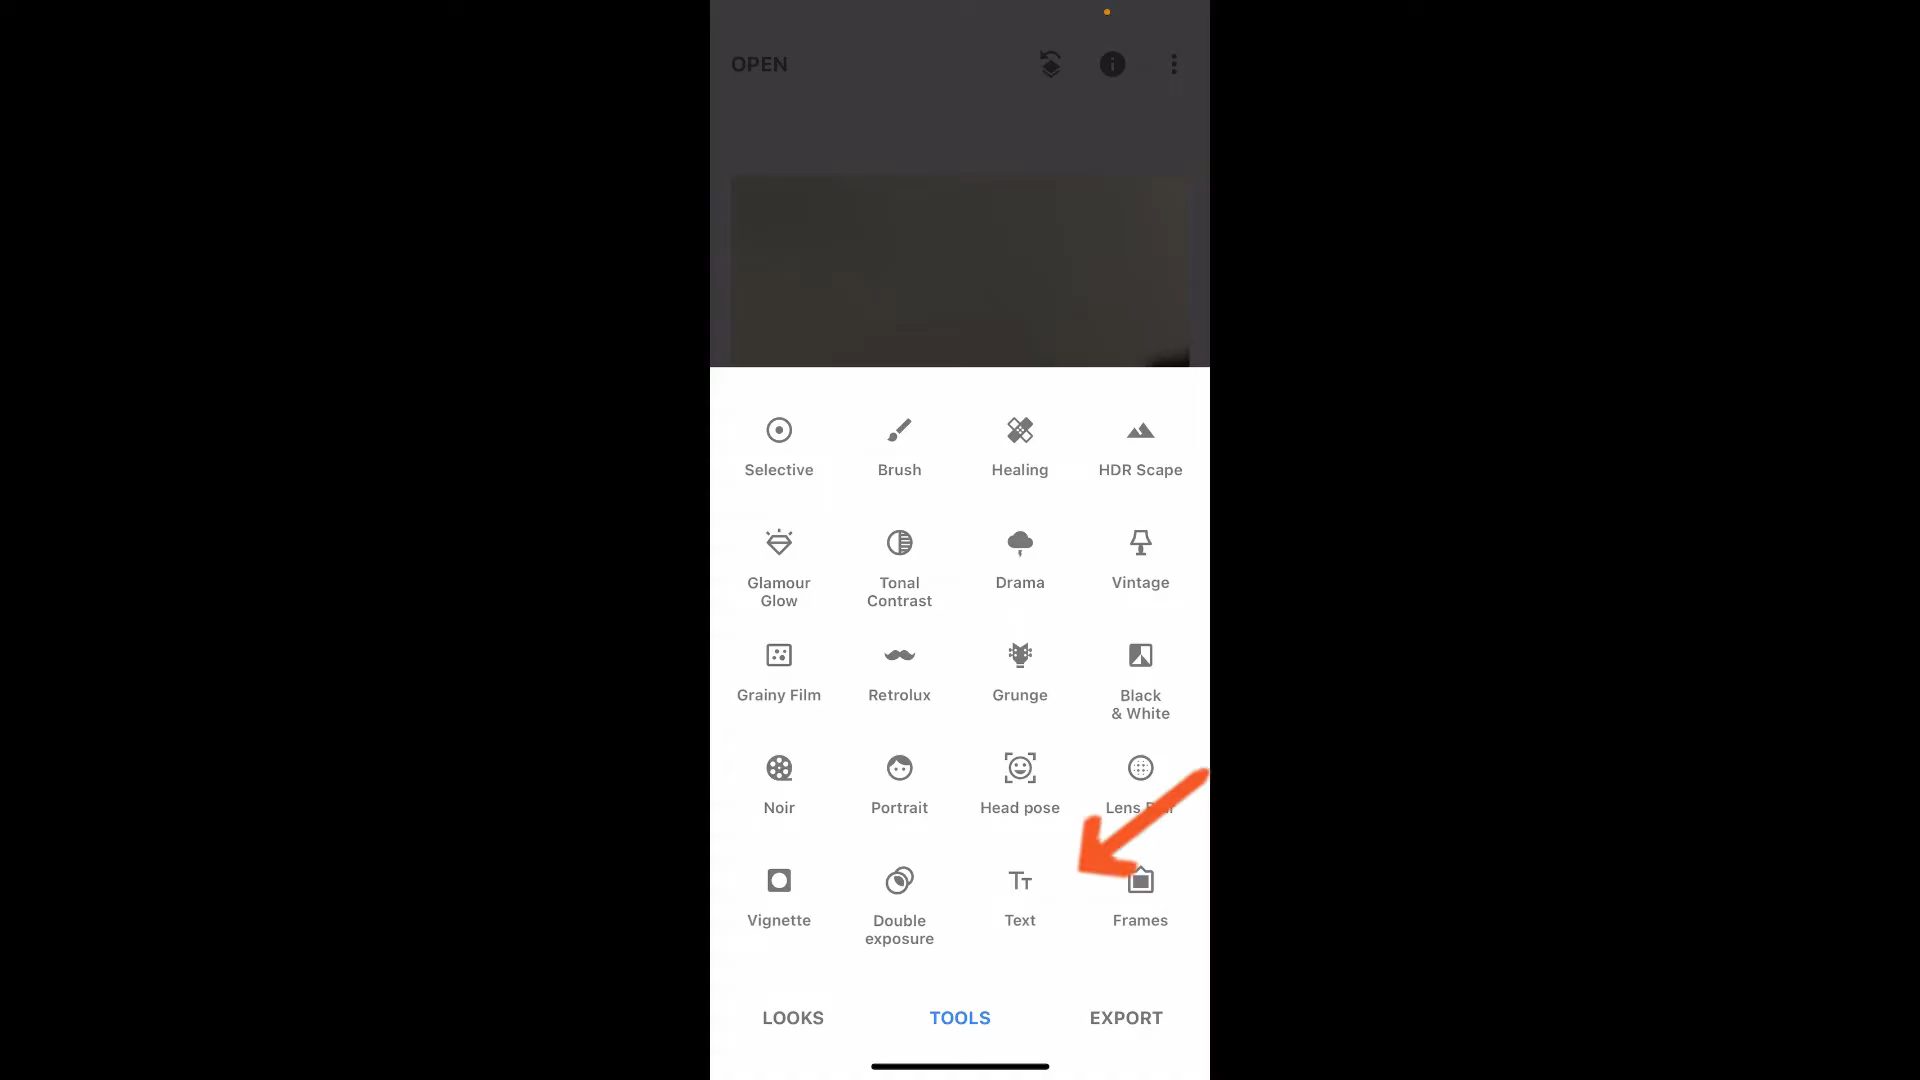 OPEN
Selective Brush Healing HDR Scape
Glamour Tonal Drama Vintage
Glow Contrast
Grainy Film Retrolux Grunge Black
& White
Noir Portrait Head pose Lens
Vignette Double Text Frames
exposure
LOOKS TOOLS EXPORT